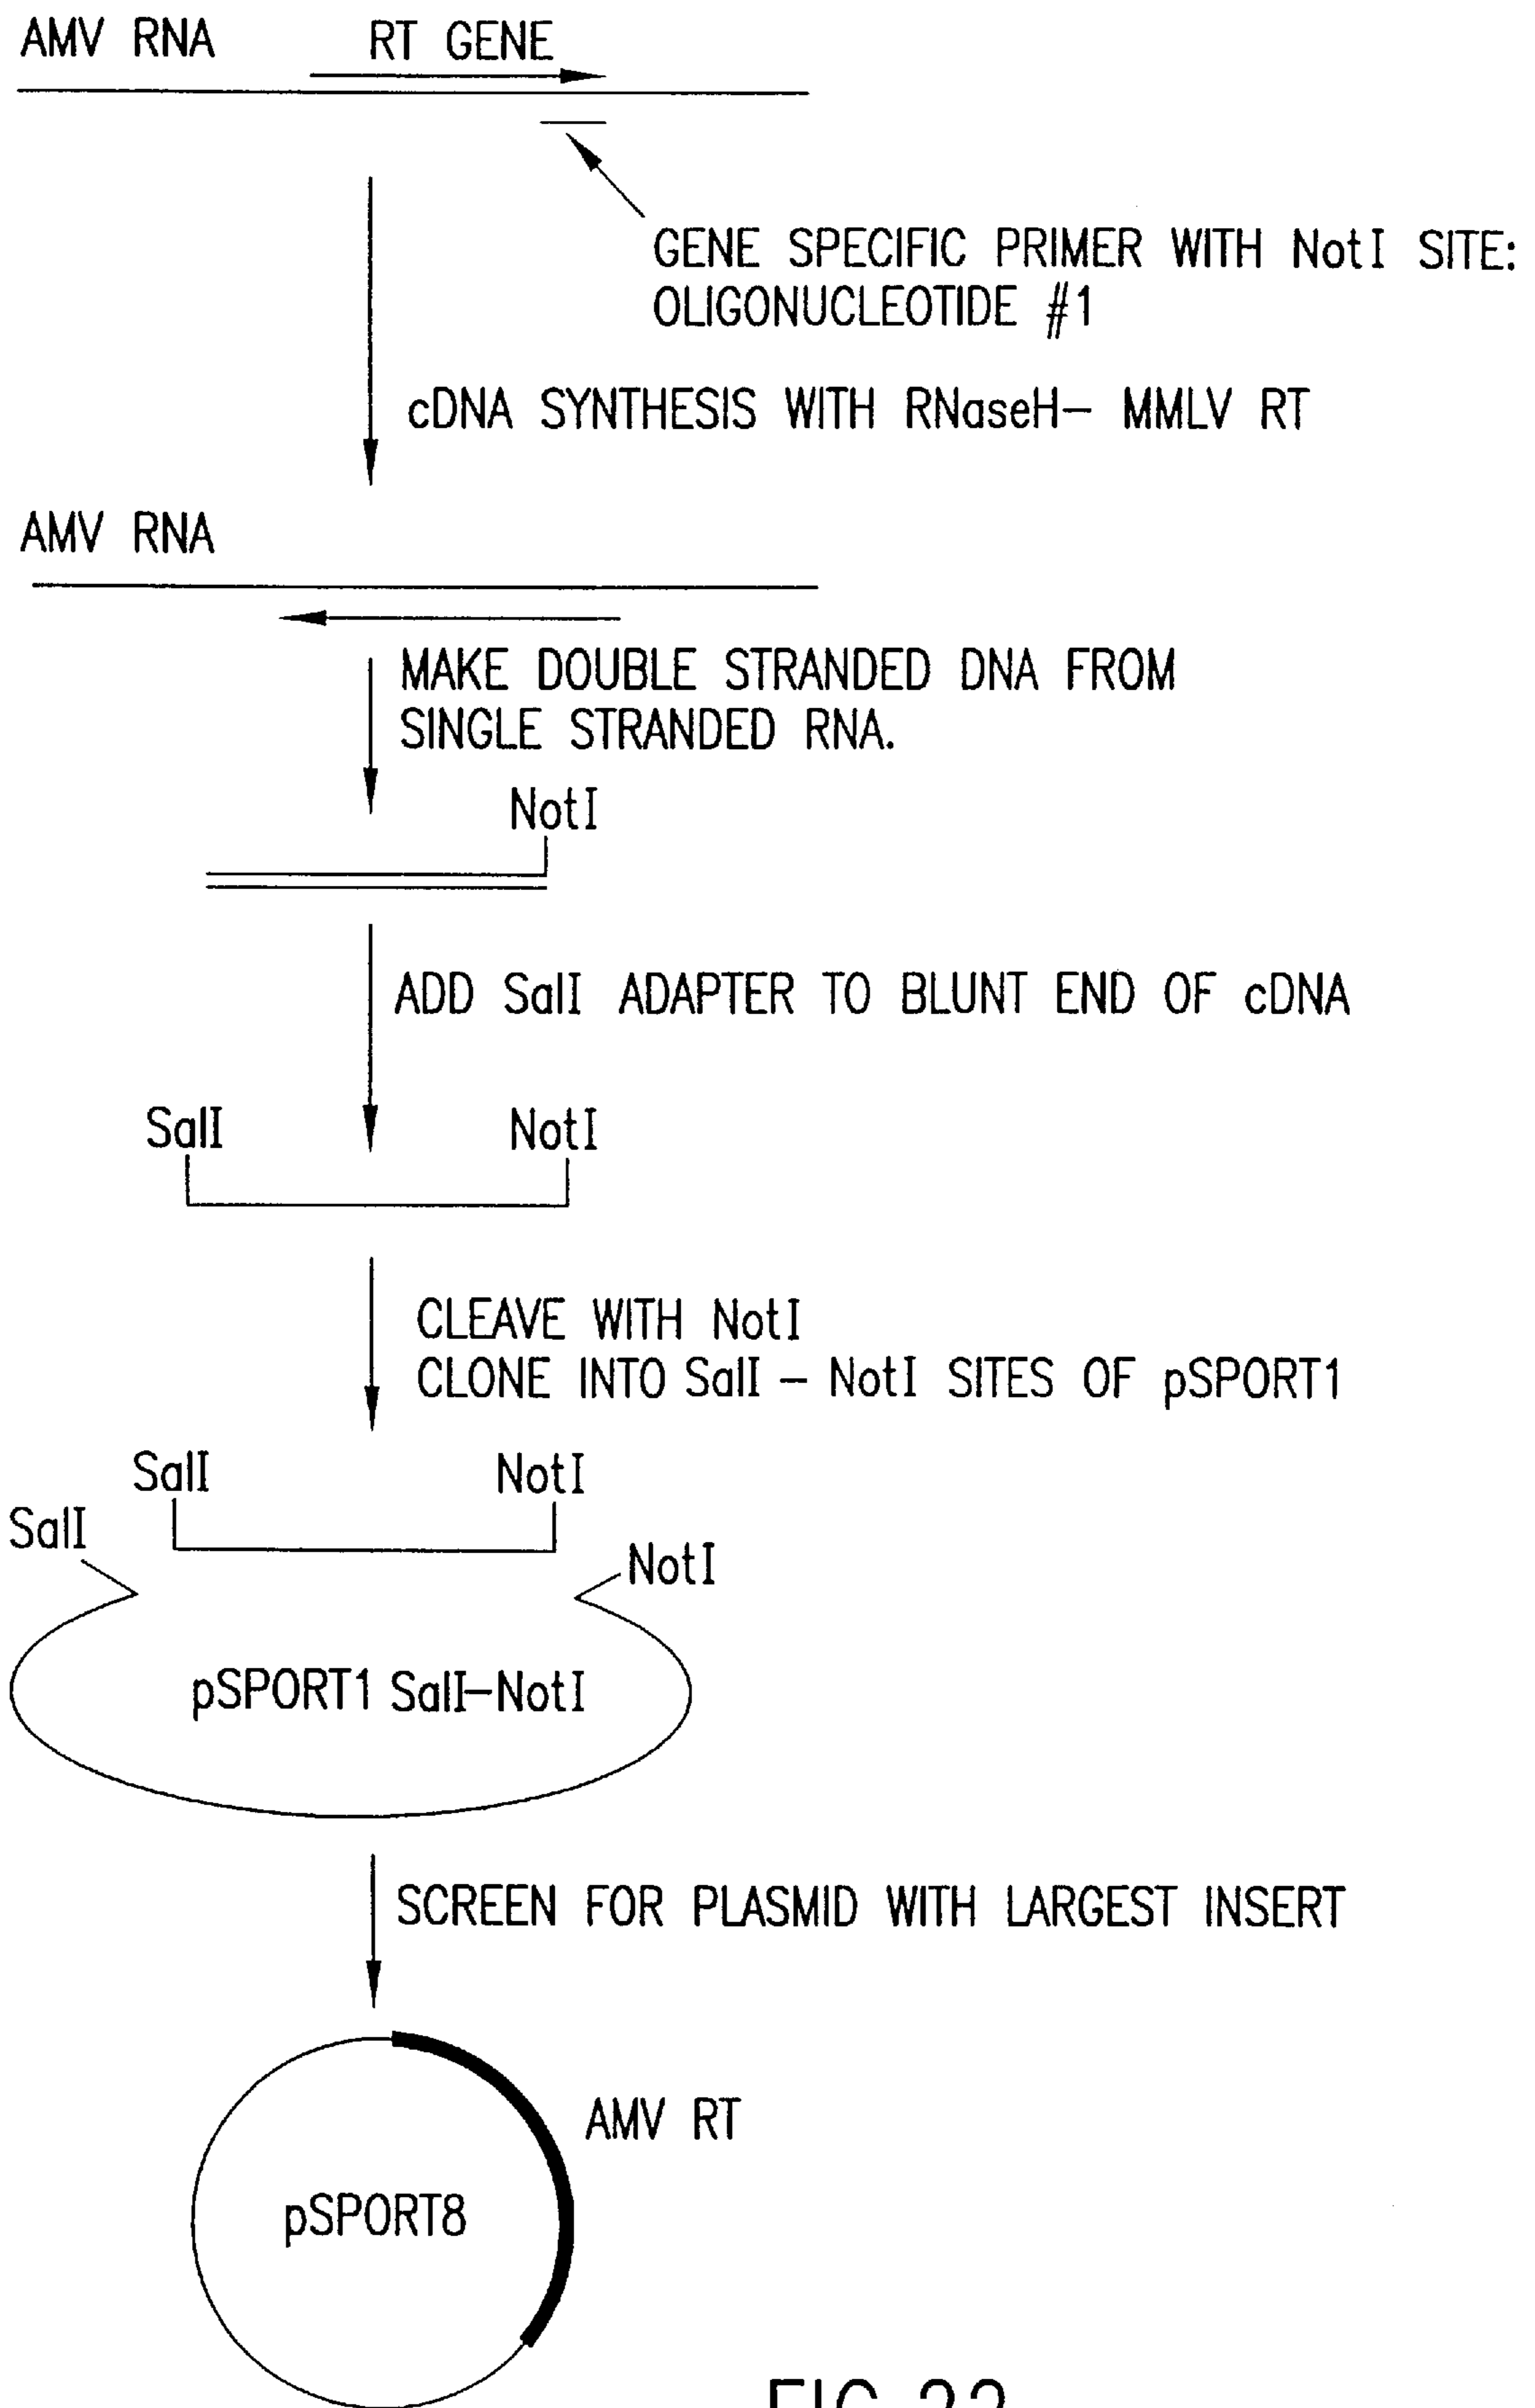 AMV RNA
RT GENE
GENE SPECIFIC PRIMER WITH NotI SITE:
OLIGONUCLEOTIDE #1
cDNA SYNTHESIS WITH RNaseH– MMLV RT
AMV RNA
MAKE DOUBLE STRANDED DNA FROM
SINGLE STRANDED RNA.
NotI
ADD SalI ADAPTER TO BLUNT END OF cDNA
SalI
NotI
CLEAVE WITH NotI
CLONE INTO SalI – NotI SITES OF pSPORT1
SalI
NotI
SalI
NotI
pSPORT1 SalI–NotI
SCREEN FOR PLASMID WITH LARGEST INSERT
AMV RT
pSPORT8